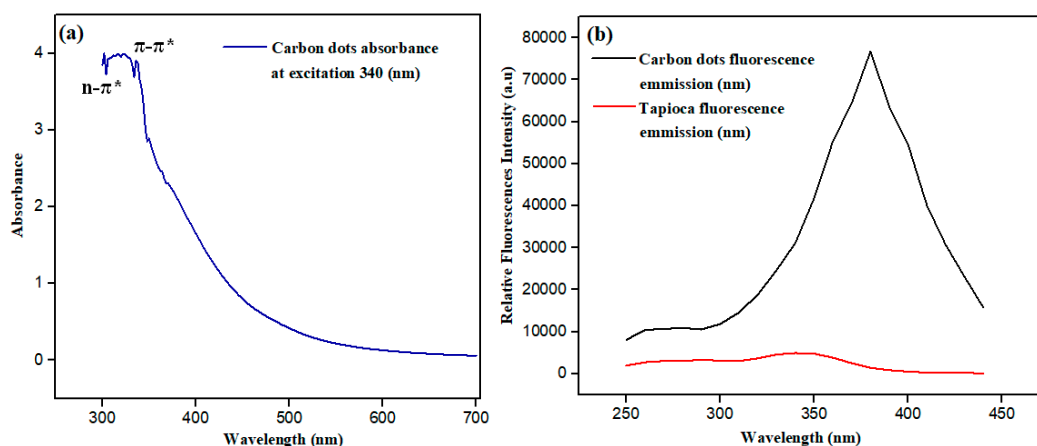 (a)
π-π*
n-π*
Carbon dots absorbance
at excitation 340 (nm)
Absorbance
4
3
2
1
0
300 400 500 600 700
Wavelength (nm)
(b)
Carbon dots fluorescence
emmission (nm)
Tapioca fluorescence
emmission (nm)
Relative Fluorescences Intensity (a.u)
80000
70000
60000
50000
40000
30000
20000
10000
0
250 300 350 400 450
Wavelength (nm)